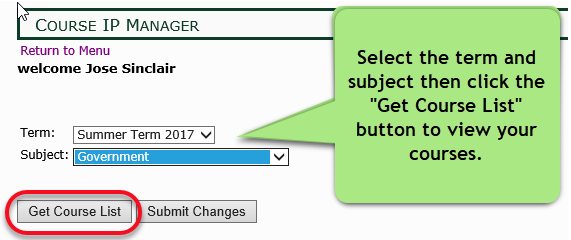 COURSE IP MANAGER
Return to Menu
welcome Jose Sinclair
Select the term and
subject then click the
"Get Course List"
button to view your
courses.
Term: Summer Term 2017
Subject: Government
Get Course List Submit Changes